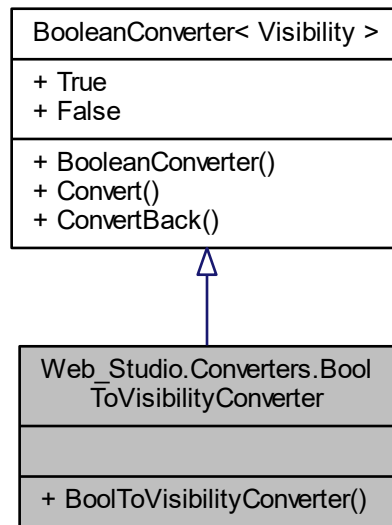 BooleanConverter< Visibility >
+ True
+ False
+ BooleanConverter()
+ Convert()
+ ConvertBack()
Web_Studio.Converters.Bool
ToVisibilityConverter
+ BoolToVisibilityConverter()